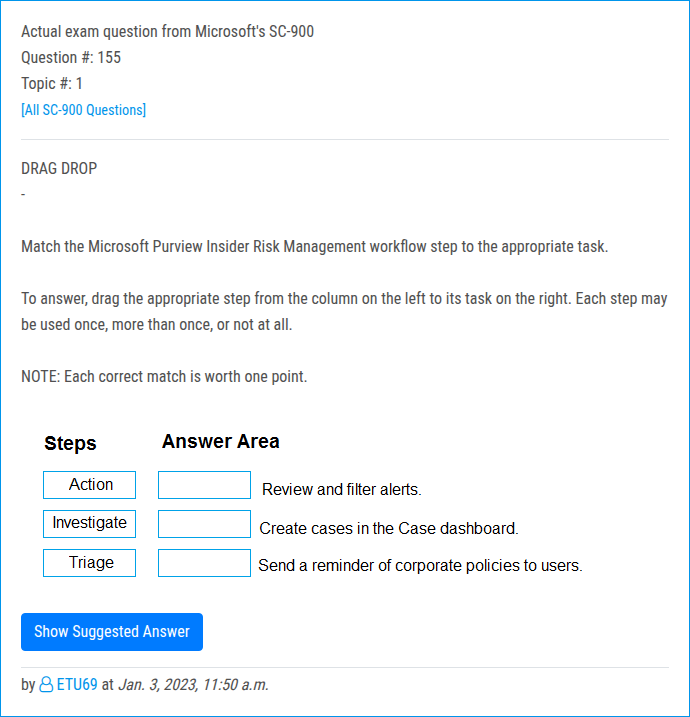 Actual exam question from Microsoft's SC-900
Question #: 155
Topic #: 1
[All SC-900 Questions]
DRAG DROP
-
Match the Microsoft Purview Insider Risk Management workflow step to the appropriate task.
To answer, drag the appropriate step from the column on the left to its task on the right. Each step may
be used once, more than once, or not at all.
NOTE: Each correct match is worth one point.
Steps
Answer Area
Action
Review and filter alerts.
Investigate
Create cases in the Case dashboard.
Triage
Send a reminder of corporate policies to users.
Show Suggested Answer
by ETU69 at Jan. 3, 2023, 11:50 a.m.